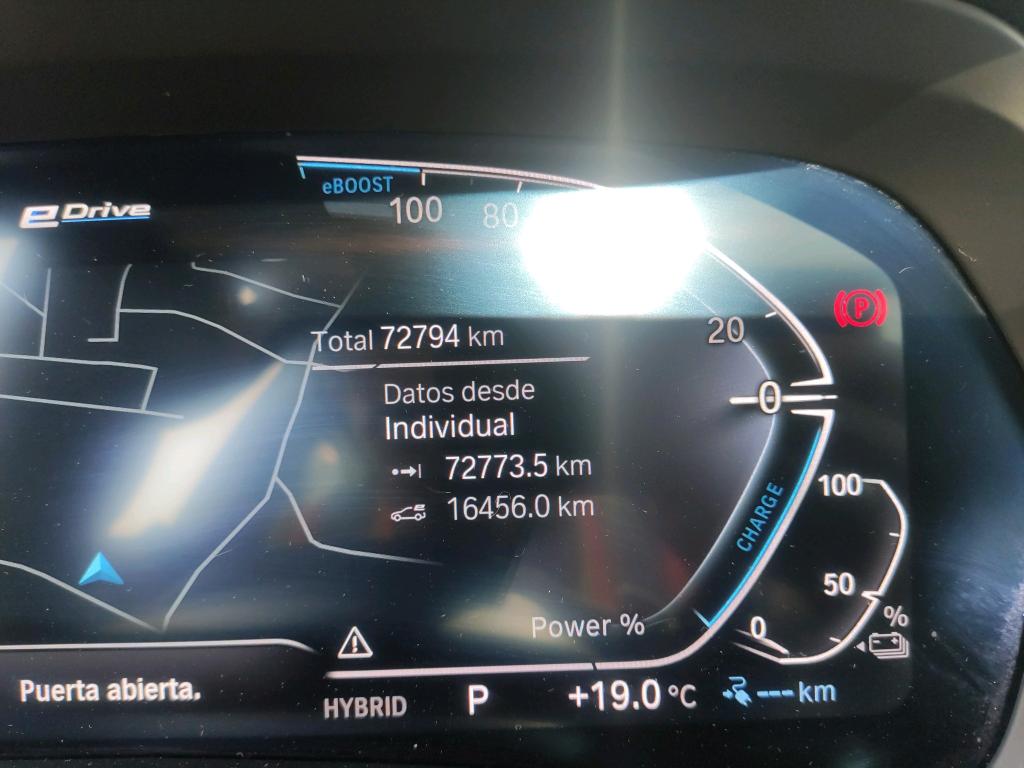 eBOOST
eDrive
100 80
20
Total 72794 km
0
Datos desde
Individual
72773.5 km
16456.0 km
CHARGE
100
50
0
%
Power %
Puerta abierta.
HYBRID P +19.0 °C --- km
P